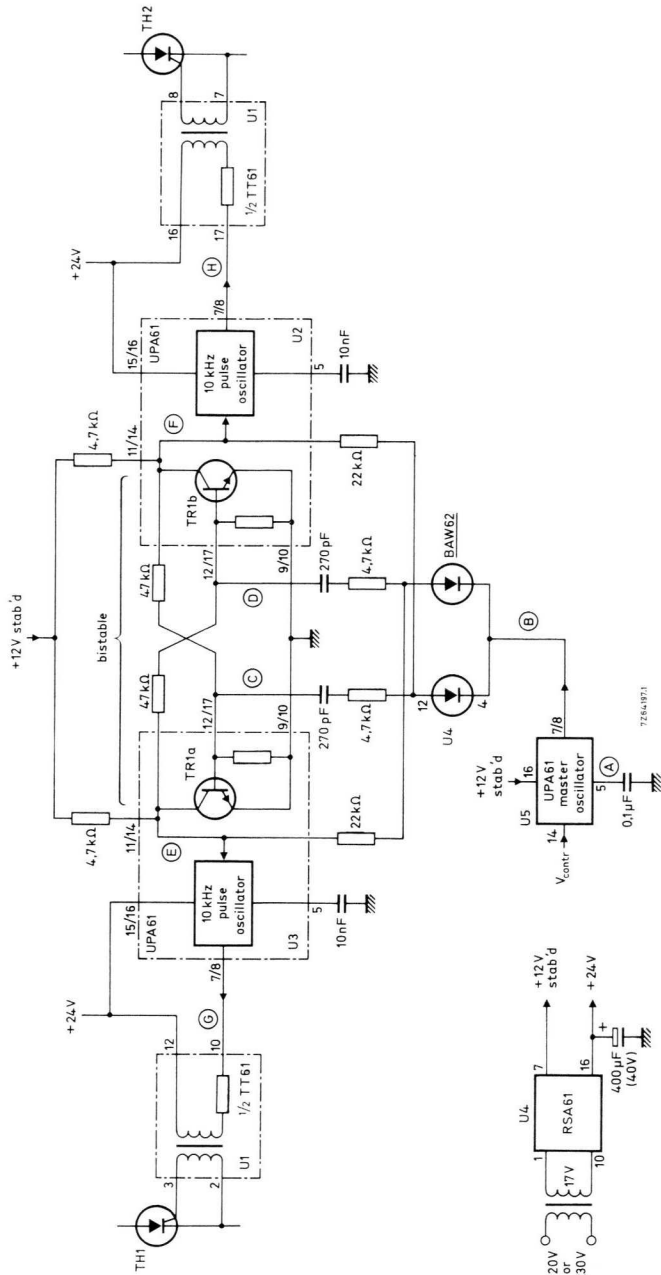 TH1
3
2
U1
12
10
½ TT61
+24V
G
7/8
15/16
UPA61
10 kHz
pulse
oscillator
U3
5
10nF
4,7kΩ
11/14
E
22kΩ
TR1a
12/17
9/10
C
270pF
4,7kΩ
47kΩ
+12V stab'd
bistable
47kΩ
D
12/17
9/10
270pF
4,7kΩ
TR1b
4,7kΩ
11/14
F
22kΩ
15/16
UPA61
10 kHz
pulse
oscillator
U2
5
10nF
7/8
H
+24V
16
17
½ TT61
U1
8
7
TH2
12
U4
4
BAW62
B
20V
or
30V
17V
1
10
U4
RSA61
7
16
+12V
stab'd
+24V
+
400µF
(40V)
Vcontr
14
U5
+12V
stab'd
16
UPA61
master
oscillator
5
A
0,1µF
7/8
7Z64197.1